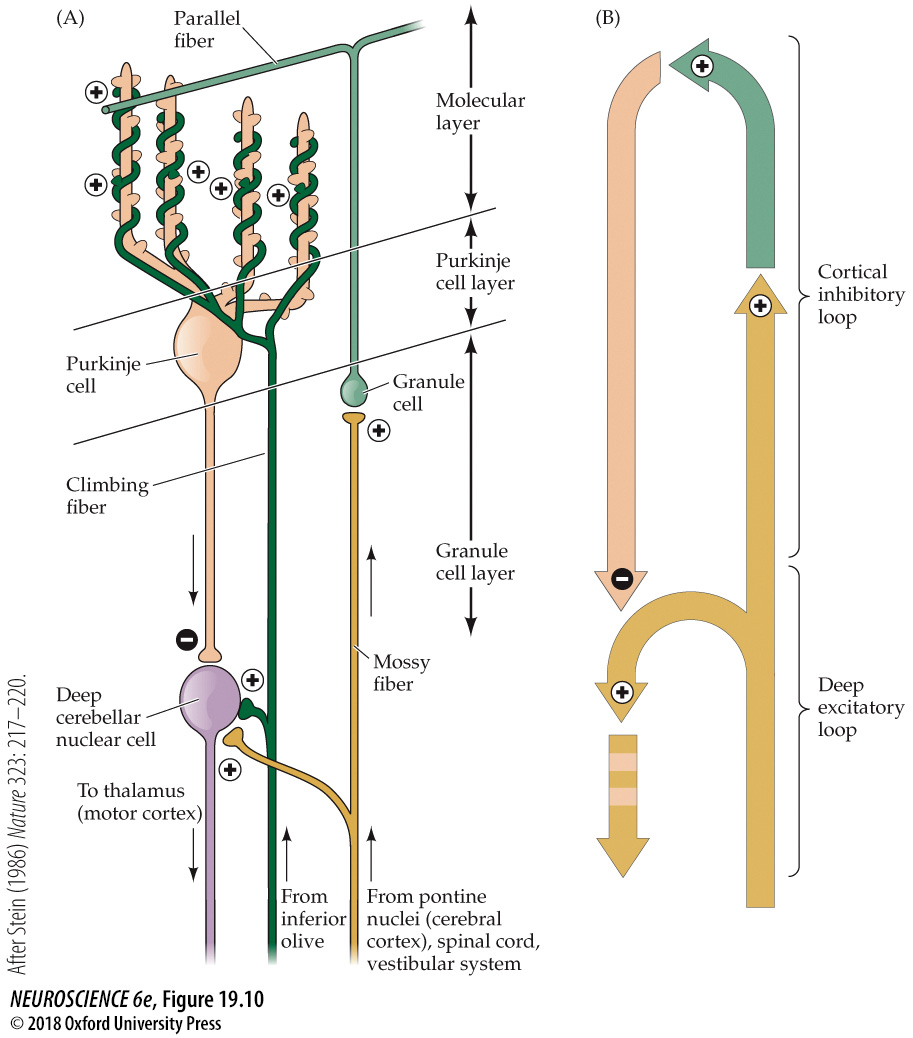 (A)
Parallel
fiber
Molecular
layer
Purkinje
cell layer
Purkinje
cell
Granule
cell
Climbing
fiber
Granule
cell layer
Mossy
fiber
Deep
cerebellar
nuclear cell
To thalamus
(motor cortex)
From
inferior
olive
From pontine
nuclei (cerebral
cortex), spinal cord,
vestibular system
(B)
Cortical
inhibitory
loop
Deep
excitatory
loop
After Stein (1986) Nature 323: 217–220.
NEUROSCIENCE 6e, Figure 19.10
© 2018 Oxford University Press